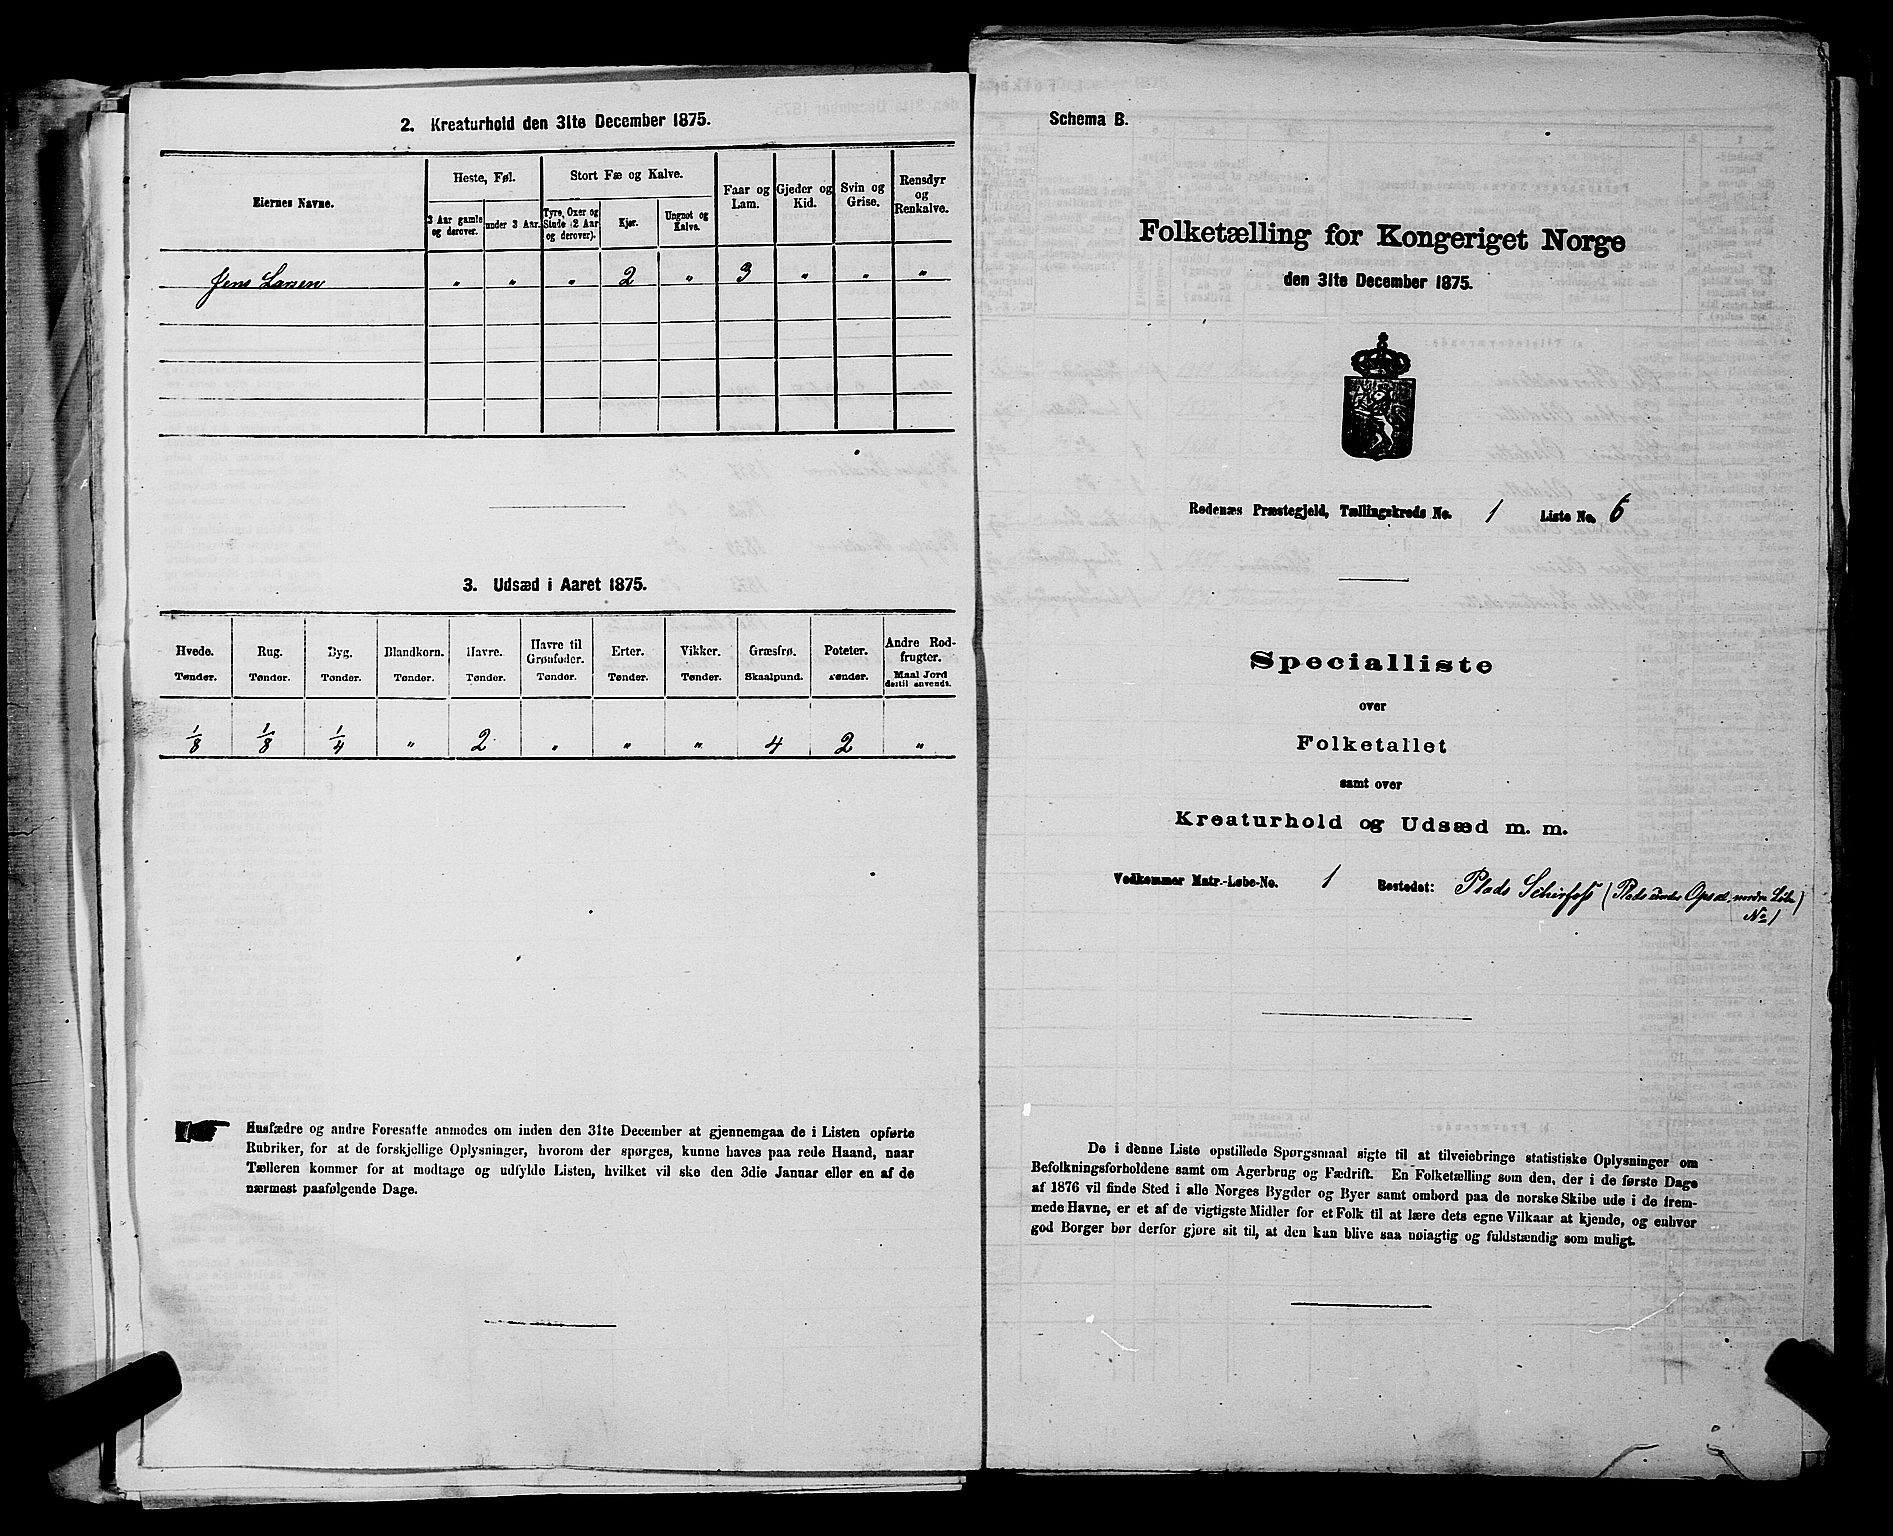 2. Kreaturhold den 31te December 1875.
Eiernes Navne.
Heste, Føl.
Stort Fæ og Kalve.
Faar og Lam.
Gjeder og Kid.
Svin og Grise.
Rensdyr og Renkalve.
3 Aar gamle og derover.
under 3 Aar.
Tyre, Oxer og Stude (2 Aar og derover).
Kjør.
Ungnøt og Kalve.
Jens Larsen " " " 2 " 3 " " "
3. Udsæd i Aaret 1875.
Hvede. Rug. Byg. Blandkorn. Havre. Havre til Grønfoder. Erter. Vikker. Græsfrø. Poteter. Andre Rodfrugter.
Tønder. Tønder. Tønder. Tønder. Tønder. Tønder. Tønder. Tønder. Skaalpund. Tønder. Maal Jord dertil anvendt.
1/8 1/8 1/4 " 2 " " " 4 2 "
Husfædre og andre Foresatte anmodes om inden den 31te December at gjennemgaa de i Listen opførte
Rubriker, for at de forskjellige Oplysninger, hvorom der spørges, kunne haves paa rede Haand, naar
Tælleren kommer for at modtage og udfylde Listen, hvilket vil ske den 3die Januar eller en af de
nærmest paafølgende Dage.
Schema B.
Folketælling for Kongeriget Norge
den 31te December 1875.
Rødenæs Præstegjeld, Tællingskreds No. 1 Liste No. 6
Specialliste
over
Folketallet
samt over
Kreaturhold og Udsæd m. m.
Vedkommer Matr.-Løbe-No. 1 Bostedet: Plads (Plads under
No 1
De i denne Liste opstillede Spørgsmaal sigte til at tilveiebringe statistiske Oplysninger om
Befolkningsforholdene samt om Agerbrug og Fædrift. En Folketælling som den, der i de første Dage
af 1876 vil finde Sted i alle Norges Bygder og Byer samt ombord paa de norske Skibe ude i de frem-
mede Havne, er et af de vigtigste Midler for et Folk til at lære dets egne Vilkaar at kjende, og enhver
god Borger bør derfor gjøre sit til, at den kan blive saa nøiagtig og fuldstændig som muligt.